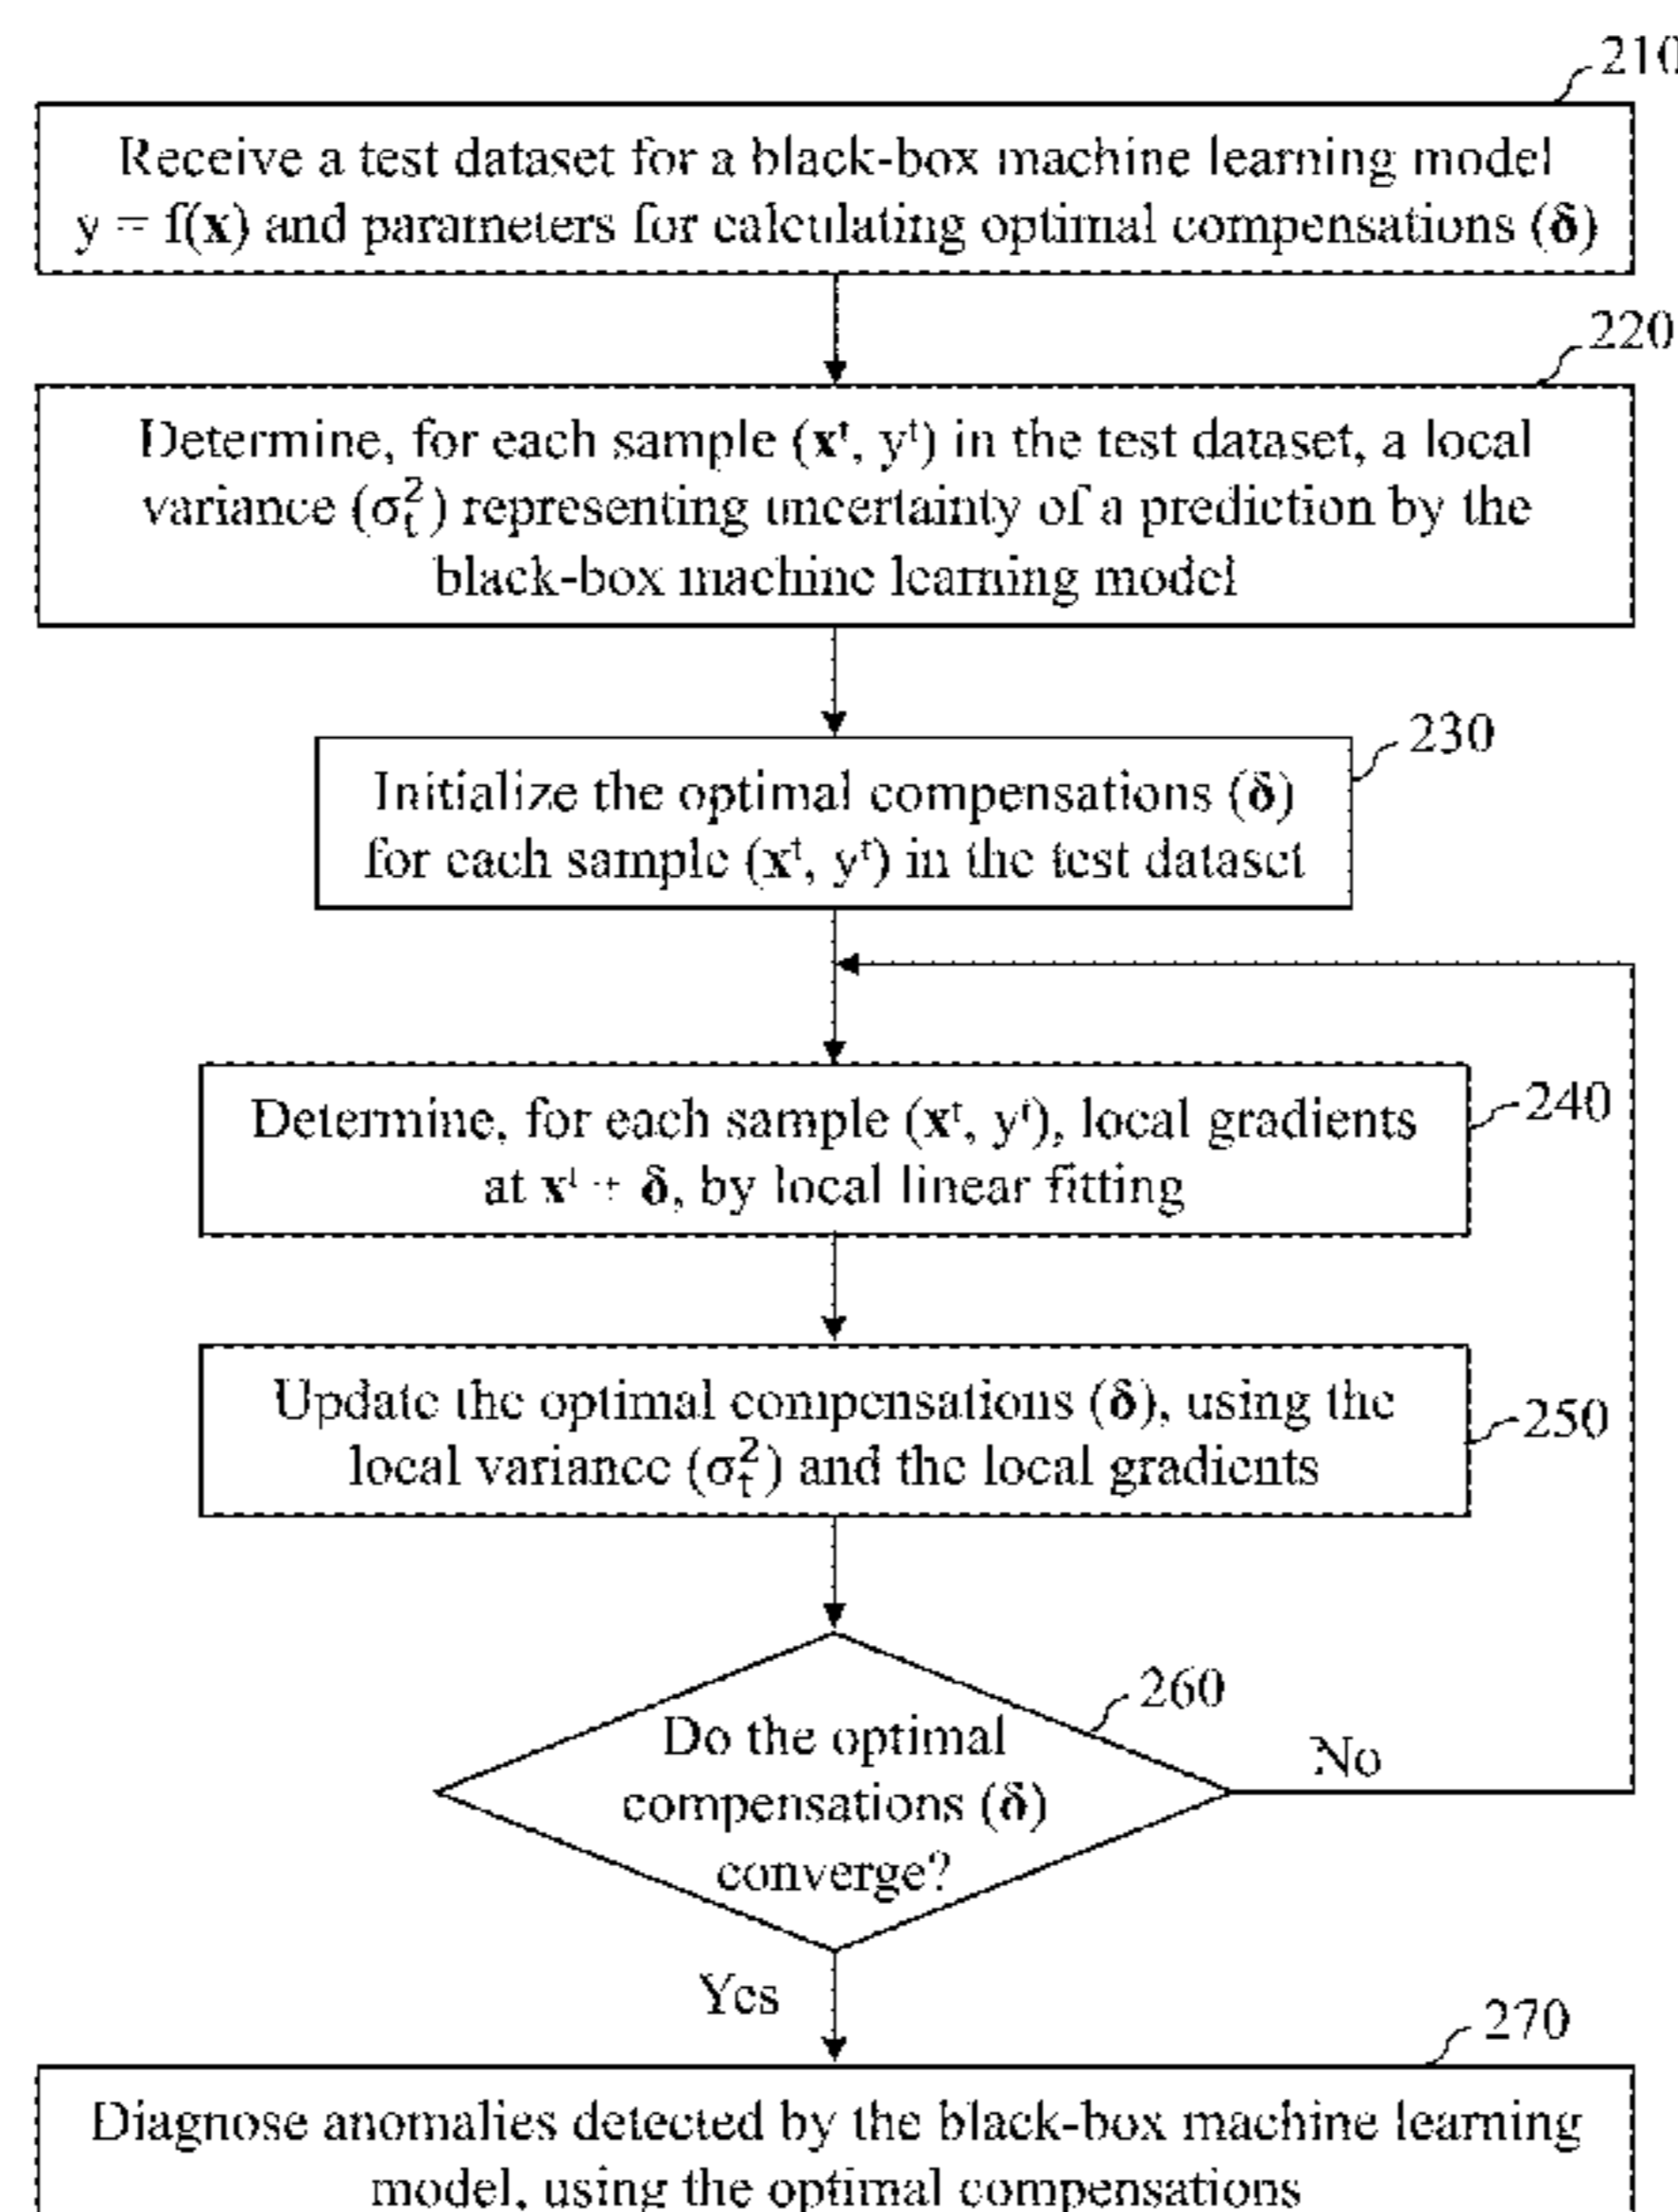 210
Receive a test dataset for a black-box machine learning model
y = f(x) and parameters for calculating optimal compensations (δ)
220
Determine, for each sample (xᵗ, yᵗ) in the test dataset, a local
variance (σₜ²) representing uncertainty of a prediction by the
black-box machine learning model
230
Initialize the optimal compensations (δ)
for each sample (xᵗ, yᵗ) in the test dataset
240
Determine, for each sample (xᵗ, yᵗ), local gradients
at xᵗ + δ, by local linear fitting
250
Update the optimal compensations (δ), using the
local variance (σₜ²) and the local gradients
260
Do the optimal
compensations (δ)
converge?
No
Yes
270
Diagnose anomalies detected by the black-box machine learning
model, using the optimal compensations